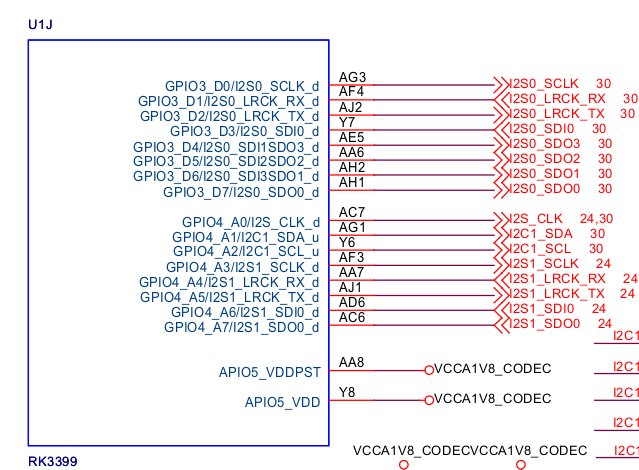 U1J
GPIO3_D0/I2S0_SCLK_d AG3 I2S0_SCLK 30
GPIO3_D1/I2S0_LRCK_RX_d AF4 I2S0_LRCK_RX 30
GPIO3_D2/I2S0_LRCK_TX_d AJ2 I2S0_LRCK_TX 30
GPIO3_D3/I2S0_SDI0_d Y7 I2S0_SDI0 30
GPIO3_D4/I2S0_SDI1SDO3_d AE5 I2S0_SDO3 30
GPIO3_D5/I2S0_SDI2SDO2_d AA6 I2S0_SDO2 30
GPIO3_D6/I2S0_SDI3SDO1_d AH2 I2S0_SDO1 30
GPIO3_D7/I2S0_SDO0_d AH1 I2S0_SDO0 30
GPIO4_A0/I2S_CLK_d AC7 I2S_CLK 24,30
GPIO4_A1/I2C1_SDA_u AG1 I2C1_SDA 30
GPIO4_A2/I2C1_SCL_u Y6 I2C1_SCL 30
GPIO4_A3/I2S1_SCLK_d AF3 I2S1_SCLK 24
GPIO4_A4/I2S1_LRCK_RX_d AA7 I2S1_LRCK_RX 24
GPIO4_A5/I2S1_LRCK_TX_d AJ1 I2S1_LRCK_TX 24
GPIO4_A6/I2S1_SDI0_d AD6 I2S1_SDI0 24
GPIO4_A7/I2S1_SDO0_d AC6 I2S1_SDO0 24
I2C1
APIO5_VDDPST AA8 VCCA1V8_CODEC I2C1
APIO5_VDD Y8 VCCA1V8_CODEC I2C1
I2C1
VCCA1V8_CODECVCCA1V8_CODEC I2C1
RK3399